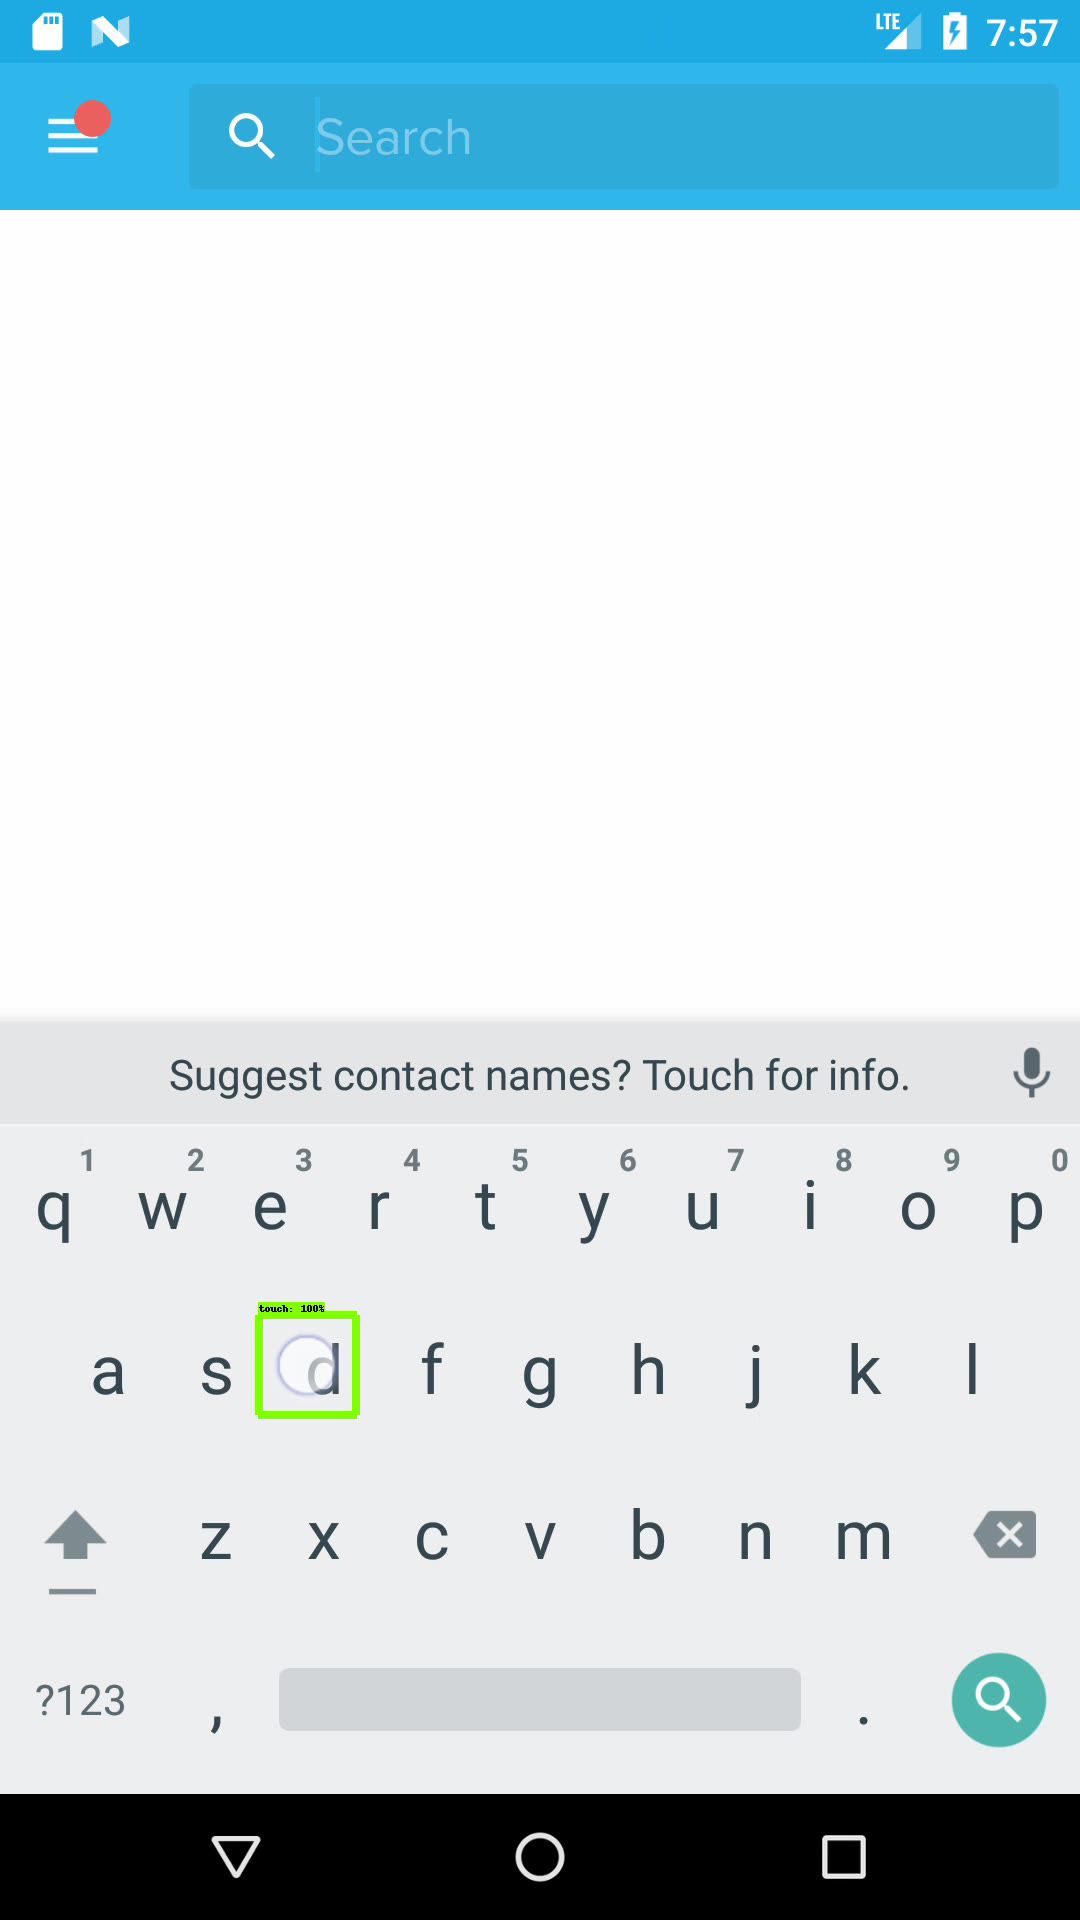 LTE 7:57
Search
Suggest contact names? Touch for info.
1 2 3 4 5 6 7 8 9 0
q w e r t y u i o p
touch: 100%
a s d f g h j k l
z x c v b n m
?123 , .